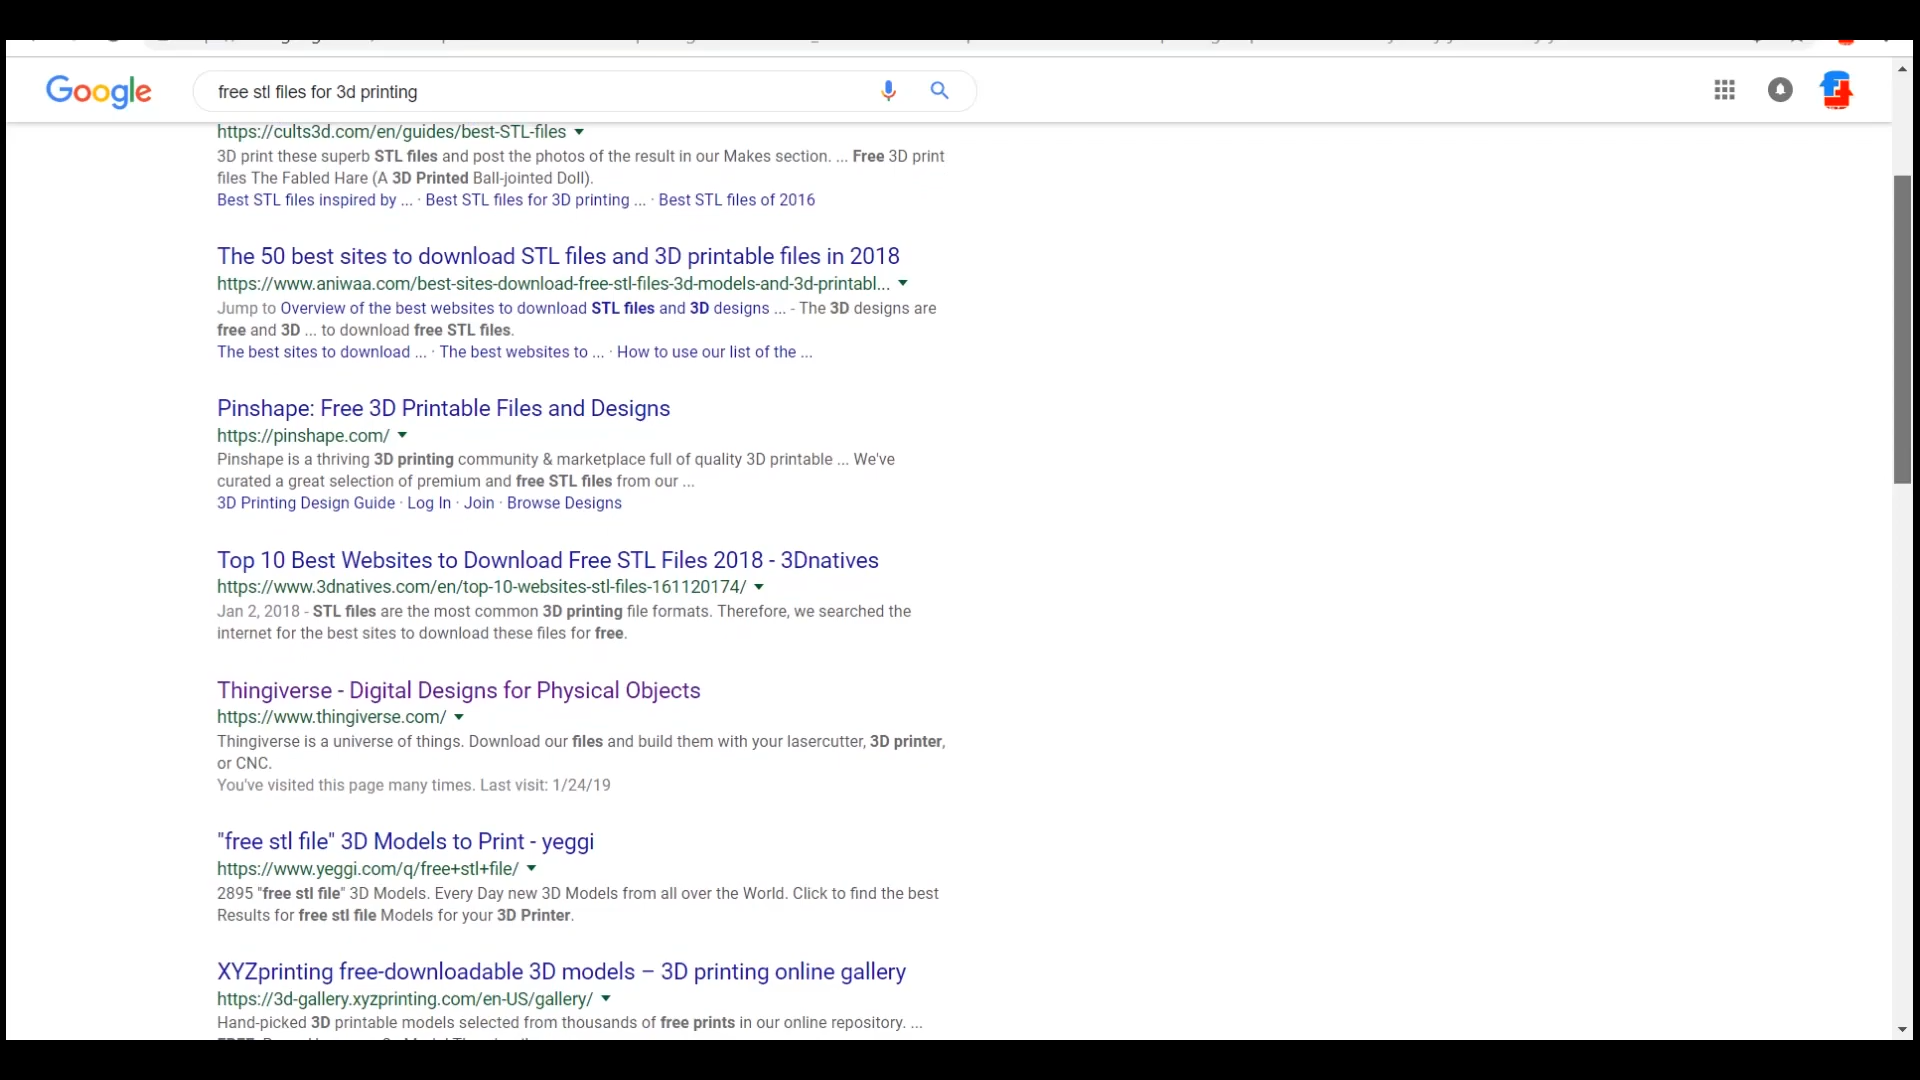 Google
free stl files for 3d printing
https://cults3d.com/en/guides/best-STL-files
3D print these superb STL files and post the photos of the result in our Makes section. ... Free 3D print
files The Fabled Hare (A 3D Printed Ball-jointed Doll).
Best STL files inspired by ... · Best STL files for 3D printing ... · Best STL files of 2016
The 50 best sites to download STL files and 3D printable files in 2018
https://www.aniwaa.com/best-sites-download-free-stl-files-3d-models-and-3d-printabl...
Jump to Overview of the best websites to download STL files and 3D designs ... - The 3D designs are
free and 3D ... to download free STL files.
The best sites to download ... · The best websites to ... · How to use our list of the ...
Pinshape: Free 3D Printable Files and Designs
https://pinshape.com/
Pinshape is a thriving 3D printing community & marketplace full of quality 3D printable ... We've
curated a great selection of premium and free STL files from our ...
3D Printing Design Guide · Log In · Join · Browse Designs
Top 10 Best Websites to Download Free STL Files 2018 - 3Dnatives
https://www.3dnatives.com/en/top-10-websites-stl-files-161120174/
Jan 2, 2018 - STL files are the most common 3D printing file formats. Therefore, we searched the
internet for the best sites to download these files for free.
Thingiverse - Digital Designs for Physical Objects
https://www.thingiverse.com/
Thingiverse is a universe of things. Download our files and build them with your lasercutter, 3D printer,
or CNC.
You've visited this page many times. Last visit: 1/24/19
"free stl file" 3D Models to Print - yeggi
https://www.yeggi.com/q/free+stl+file/
2895 "free stl file" 3D Models. Every Day new 3D Models from all over the World. Click to find the best
Results for free stl file Models for your 3D Printer.
XYZprinting free-downloadable 3D models – 3D printing online gallery
https://3d-gallery.xyzprinting.com/en-US/gallery/
Hand-picked 3D printable models selected from thousands of free prints in our online repository. ...